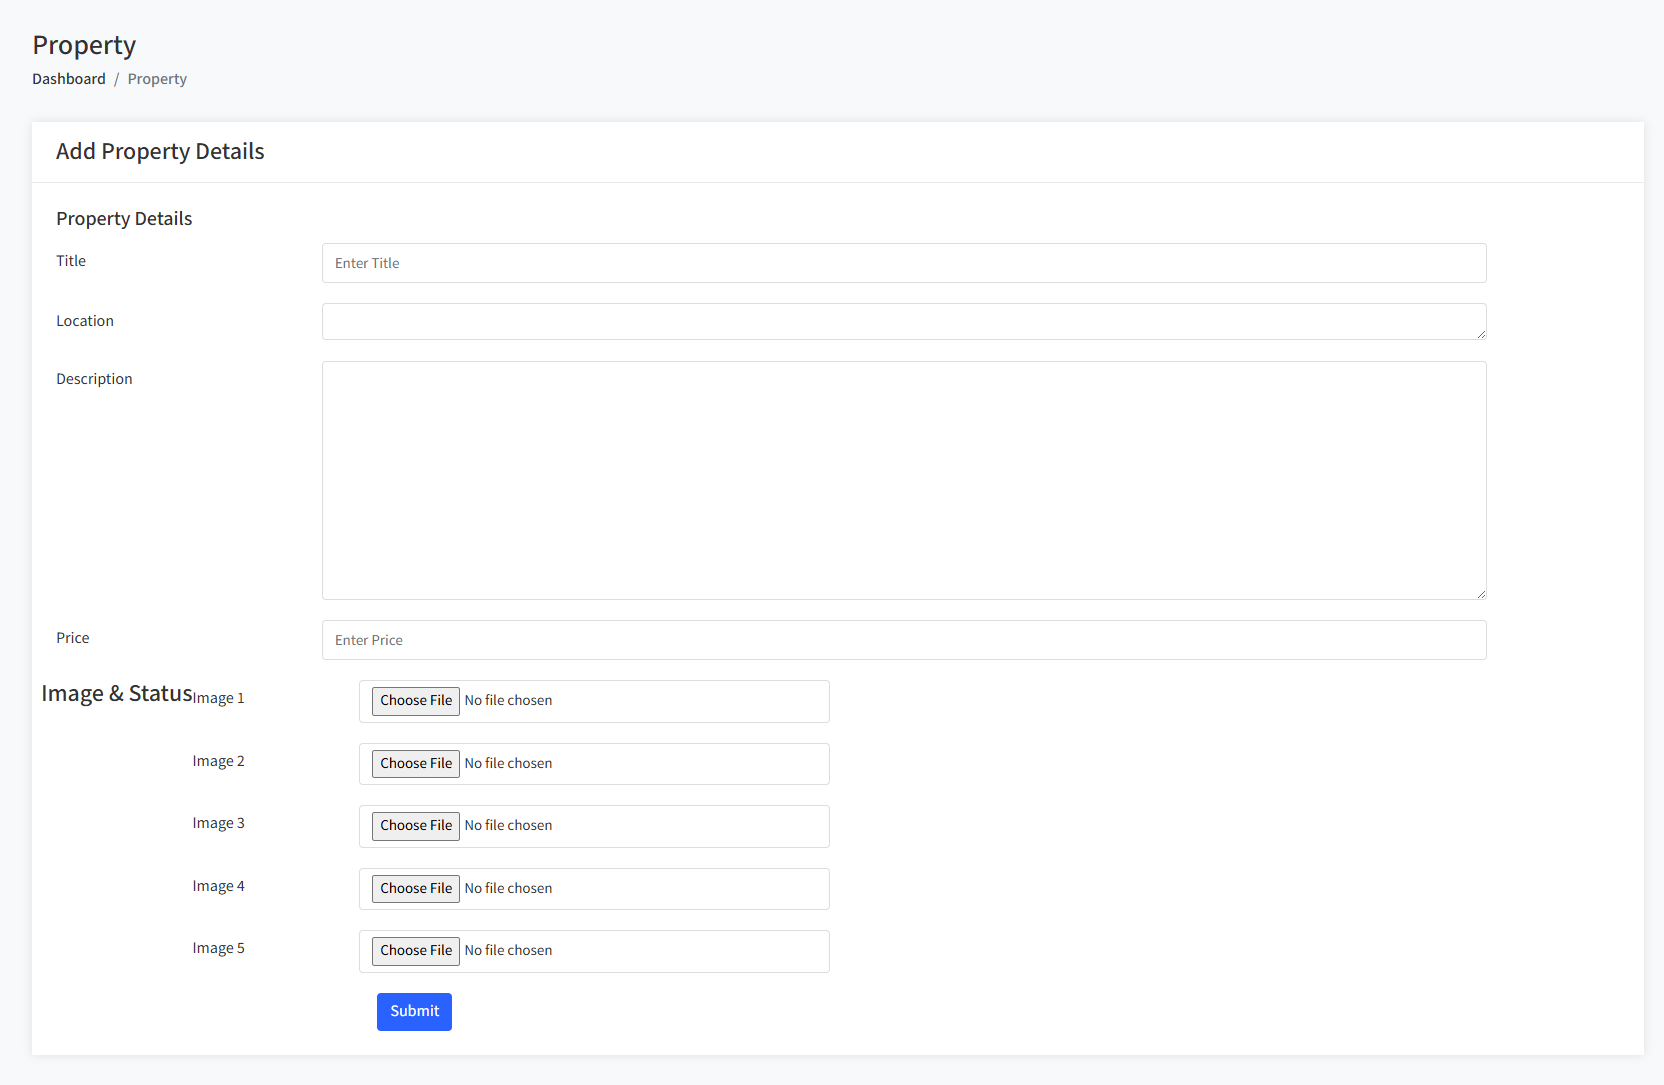 Property
Dashboard / Property
Add Property Details
Property Details
Title Enter Title
Location
Description
Price Enter Price
Image & Status Image 1 Choose File No file chosen
Image 2 Choose File No file chosen
Image 3 Choose File No file chosen
Image 4 Choose File No file chosen
Image 5 Choose File No file chosen
Submit